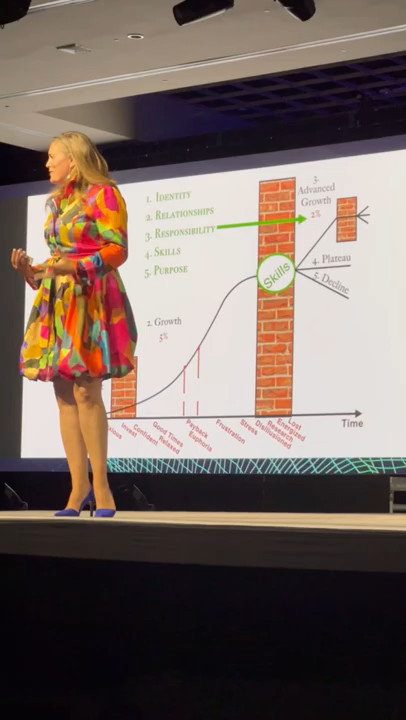 1. IDENTITY
2. RELATIONSHIPS
3. RESPONSIBILITY
4. SKILLS
5. PURPOSE
3.
Advanced
Growth
2%
Skills
4. Plateau
5. Decline
2. Growth
5%
Invest
Confident
Good Times
Relaxed
Payback
Euphoria
Frustration
Stress
Disillusioned
Research
Energized
Lost
Time